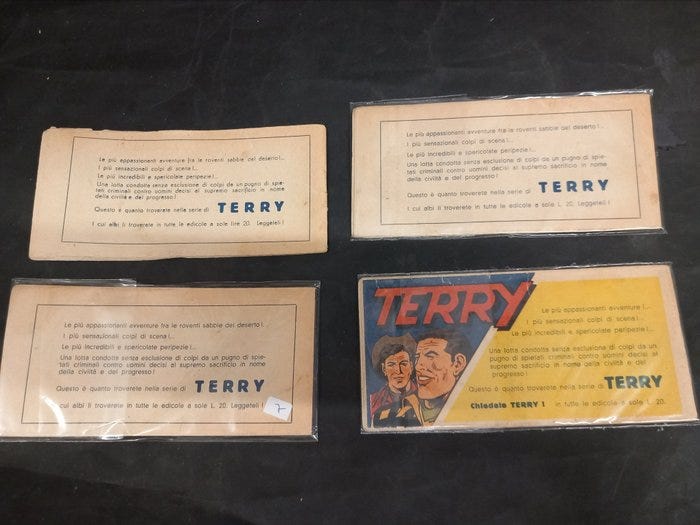 Le più appassionanti avventure fra le roventi sabbie del deserto!..
I più sensazionali colpi di scena!..
Le più incredibili e spericolate peripezie!..
Una lotta condotta senza esclusione di colpi da un pugno di spie-
tati criminali contro uomini decisi al supremo sacrificio in nome
della civiltà e del progresso!
Questo è quanto troverete nella serie di TERRY
I cui albi li troverete in tutte le edicole a sole lire 20. Leggeteli!
Le più appassionanti avventure fra le roventi sabbie del deserto!..
I più sensazionali colpi di scena!..
Le più incredibili e spericolate peripezie!..
Una lotta condotta senza esclusione di colpi da un pugno di spie-
tati criminali contro uomini decisi al supremo sacrificio in nome
della civiltà e del progresso!
Questo è quanto troverete nella serie di TERRY
I cui albi li troverete in tutte le edicole a sole L. 20. Leggeteli!
Le più appassionanti avventure fra le roventi sabbie del deserto!.
I più sensazionali colpi di scena!..
Le più incredibili e spericolate peripezie!..
Una lotta condotta senza esclusione di colpi da un pugno di spie-
tati criminali contro uomini decisi al supremo sacrificio in nome
della civiltà e del progresso!
Questo è quanto troverete nella serie di TERRY
I cui albi li troverete in tutte le edicole a sole L. 20. Leggeteli!
7
TERRY
Le più appassionanti avventure!...
I più sensazionali colpi di scena!...
Le più incredibili e spericolate peripezie!..
Una lotta condotta senza esclusione di colpi da un
pugno di spietati criminali contro uomini decisi al
supremo sacrificio in nome della civiltà e del
progresso!
Questo è quanto troverete nella serie di TERRY
Chiedete TERRY! in tutte le edicole a sole L. 20.